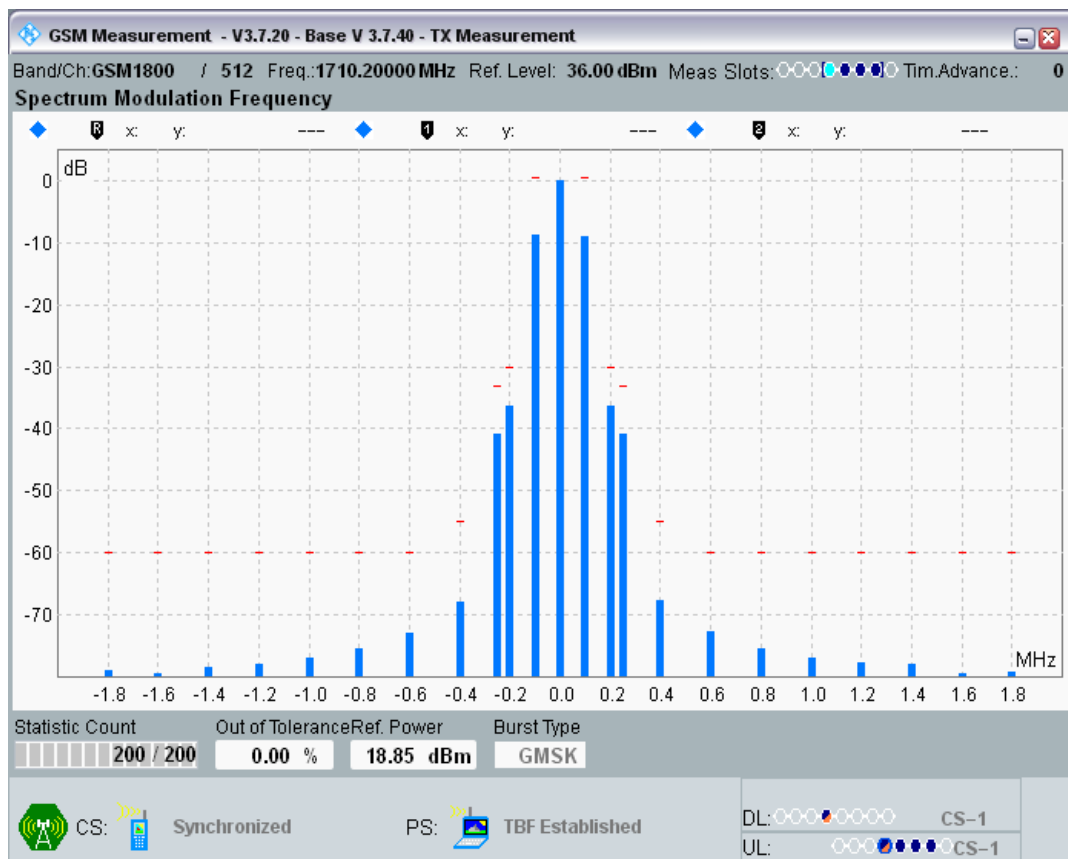 GSM Measurement - V3.7.20 - Base V 3.7.40 - TX Measurement
Band/Ch:GSM1800 / 512 Freq.:1710.20000 MHz Ref. Level: 36.00 dBm Meas Slots: Tim.Advance.: 0
Spectrum Modulation Frequency
R x: y: --- 1 x: y: --- 2 x: y: ---
dB
0
-10
-20
-30
-40
-50
-60
-70
MHz
-1.8 -1.6 -1.4 -1.2 -1.0 -0.8 -0.6 -0.4 -0.2 0.0 0.2 0.4 0.6 0.8 1.0 1.2 1.4 1.6 1.8
Statistic Count Out of Tolerance Ref. Power Burst Type
200 / 200 0.00 % 18.85 dBm GMSK
CS: Synchronized PS: TBF Established
DL: CS-1
UL: CS-1